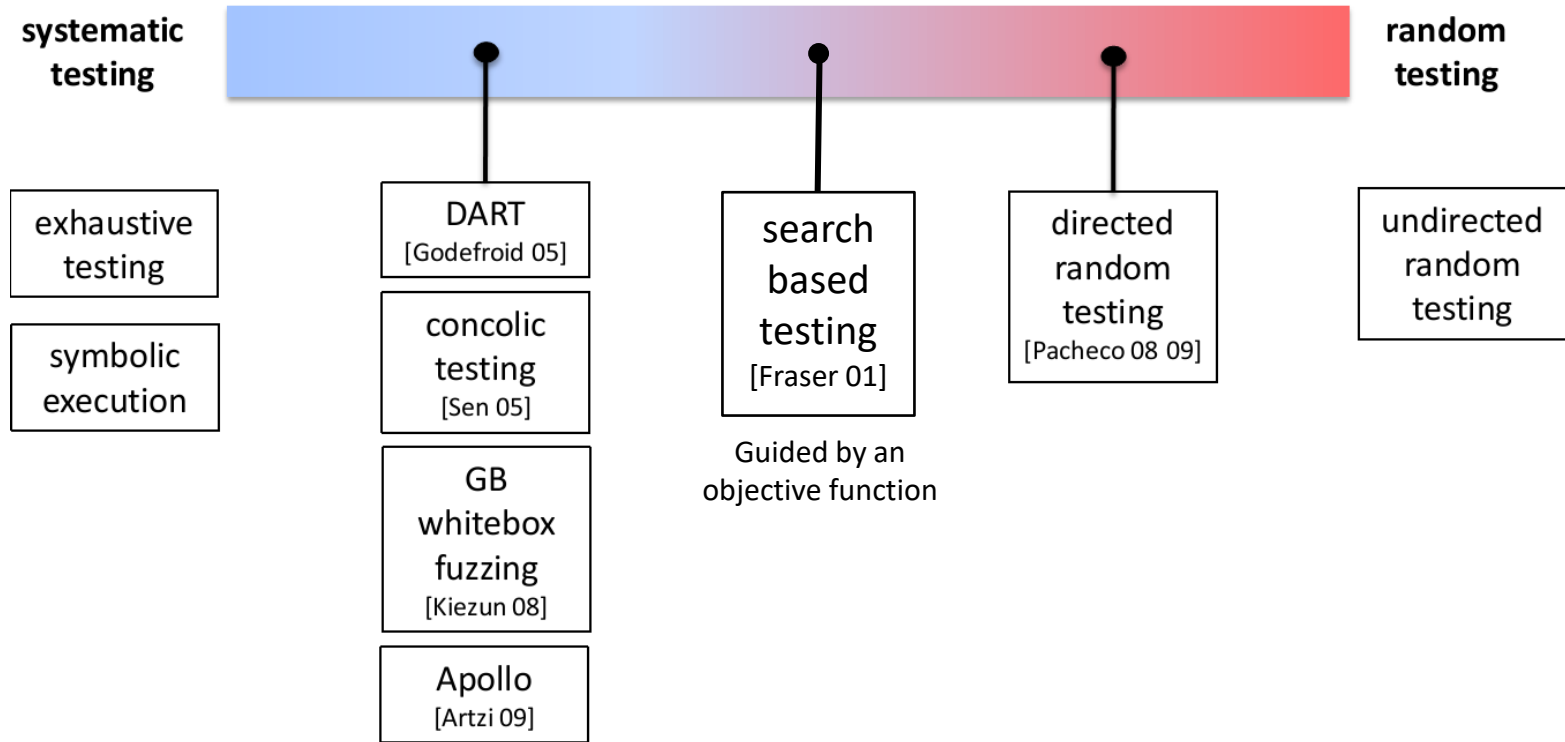 systematic
testing
random
testing
exhaustive
testing
symbolic
execution
DART
[Godefroid 05]
concolic
testing
[Sen 05]
GB
whitebox
fuzzing
[Kiezun 08]
Apollo
[Artzi 09]
search
based
testing
[Fraser 01]
Guided by an
objective function
directed
random
testing
[Pacheco 08 09]
undirected
random
testing